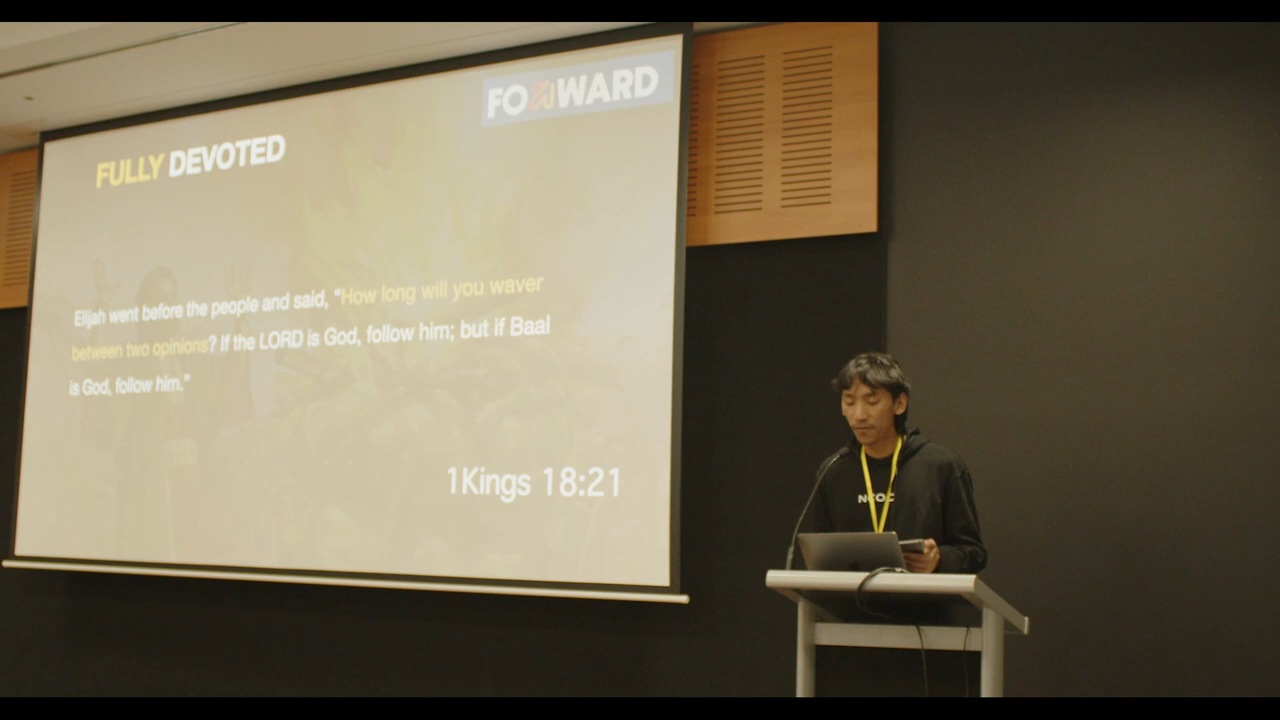 FORWARD
FULLY DEVOTED
Elijah went before the people and said, “How long will you waver
between two opinions? If the LORD is God, follow him; but if Baal
is God, follow him.”
1Kings 18:21
NCOC